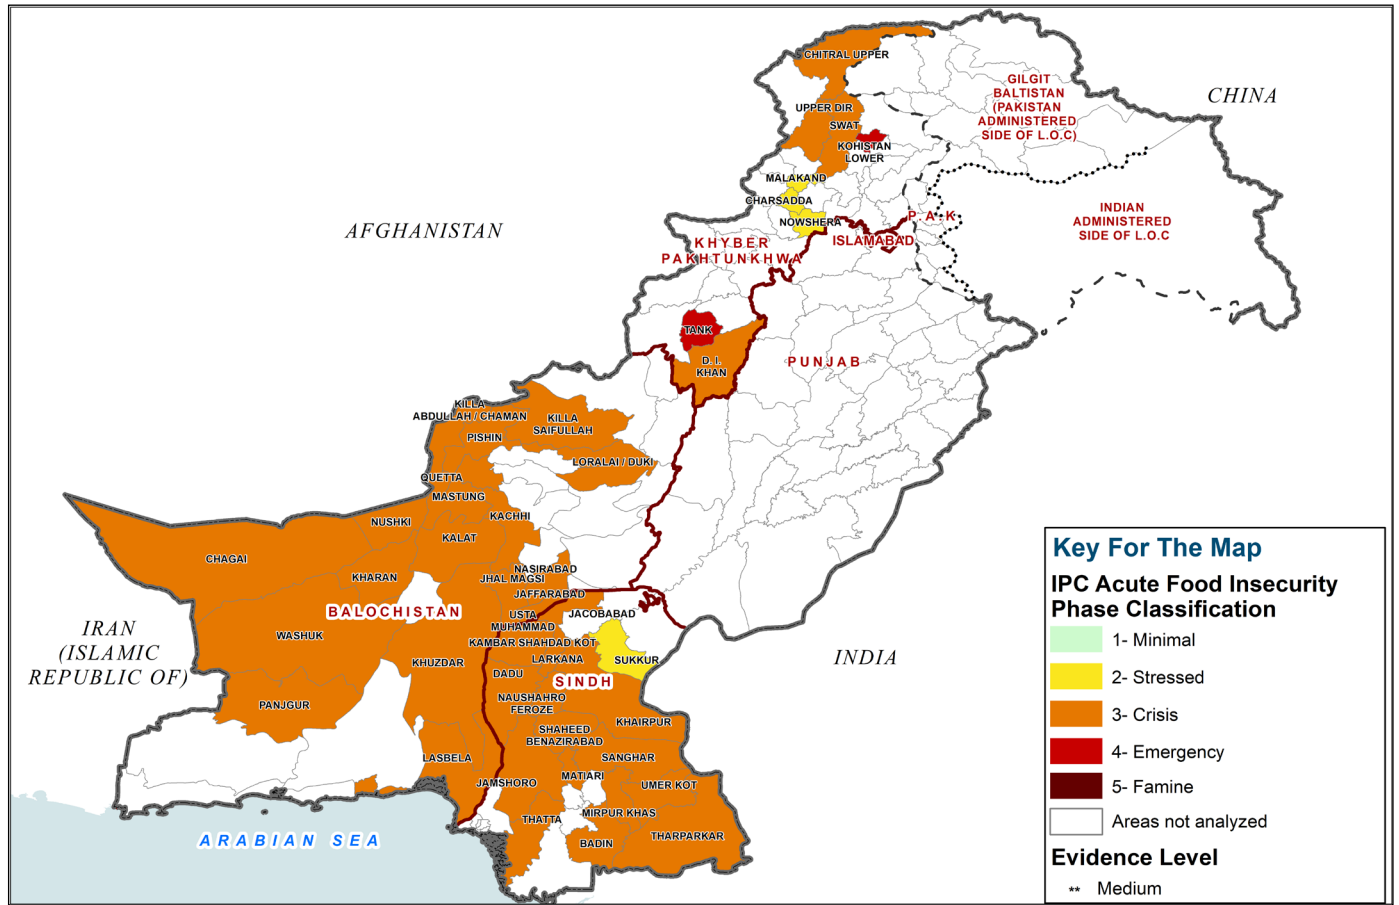 CHITRAL UPPER
GILGIT
BALTISTAN
(PAKISTAN
ADMINISTERED
SIDE OF L.O.C)
CHINA
UPPER DIR
SWAT
KOHISTAN
LOWER
MALAKAND
CHARSADDA
NOWSHERA
P.A.K
INDIAN
ADMINISTERED
SIDE OF L.O.C
AFGHANISTAN
KHYBER
PAKHTUNKHWA
ISLAMABAD
TANK
D. I.
KHAN
PUNJAB
KILLA
ABDULLAH / CHAMAN
KILLA
SAIFULLAH
PISHIN
LORALAI / DUKI
QUETTA
MASTUNG
KACHHI
NUSHKI
KALAT
CHAGAI
NASIRABAD
JHAL MAGSI
KHARAN
JAFFARABAD
BALOCHISTAN
USTA
MUHAMMAD
JACOBABAD
IRAN
(ISLAMIC
REPUBLIC OF)
WASHUK
KAMBAR SHAHDAD KOT
LARKANA
SUKKUR
INDIA
KHUZDAR
DADU
SINDH
PANJGUR
NAUSHAHRO
FEROZE
KHAIRPUR
SHAHEED
BENAZIRABAD
LASBELA
SANGHAR
JAMSHORO
MATIARI
UMER KOT
THATTA
MIRPUR KHAS
BADIN
THARPARKAR
ARABIAN SEA
Key For The Map
IPC Acute Food Insecurity
Phase Classification
1- Minimal
2- Stressed
3- Crisis
4- Emergency
5- Famine
Areas not analyzed
Evidence Level
** Medium